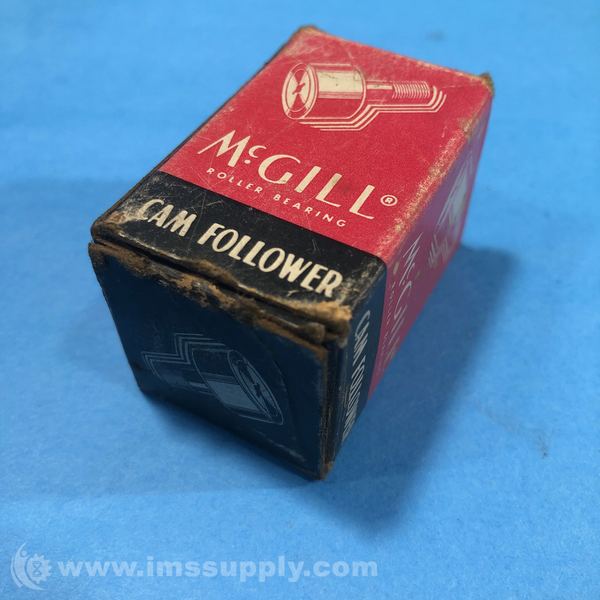 McGILL®
ROLLER BEARING
CAM FOLLOWER
McGILL
CAM FOLLOWER
www.imssupply.com